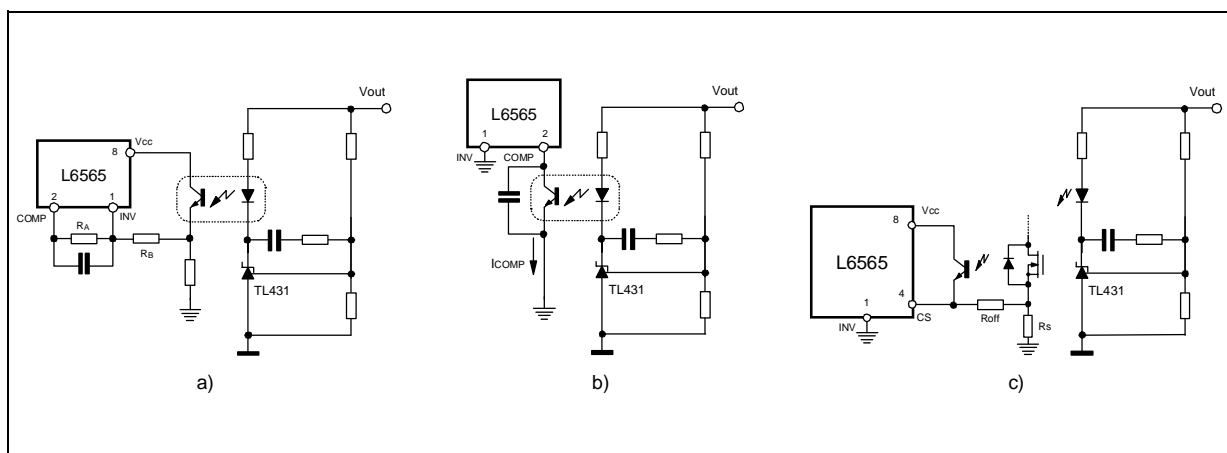 Vout
Vcc
8
L6565
2
1
COMP
INV
RA
RB
TL431
a)
L6565
1
2
INV
COMP
Vout
ICOMP
TL431
b)
Vout
8
Vcc
L6565
1
4
INV
CS
Roff
Rs
TL431
c)